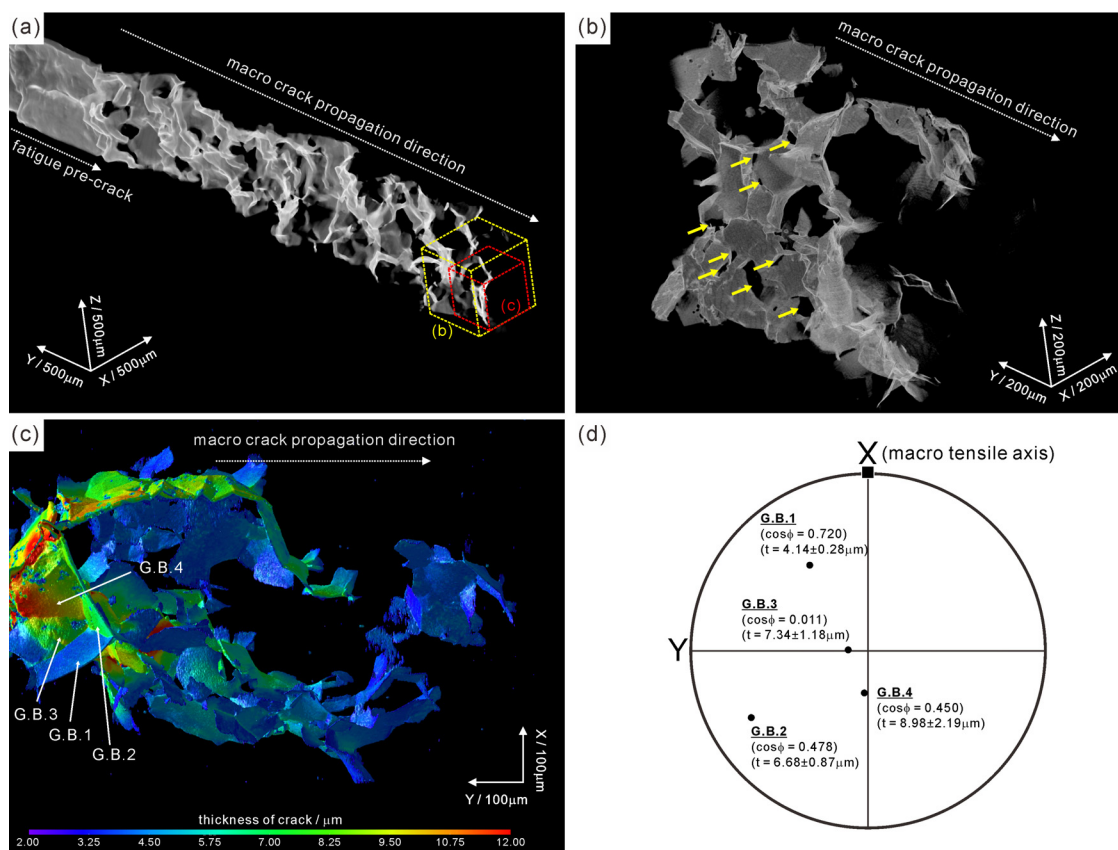 (a)
macro crack propagation direction
fatigue pre-crack
(b)
(c)
Z / 500μm
Y / 500μm
X / 500μm
(b)
macro crack propagation direction
Z / 200μm
Y / 200μm
X / 200μm
(c)
macro crack propagation direction
G.B.4
G.B.3
G.B.1
G.B.2
X / 100μm
Y / 100μm
thickness of crack / μm
2.00 3.25 4.50 5.75 7.00 8.25 9.50 10.75 12.00
(d)
X (macro tensile axis)
G.B.1
(cosϕ = 0.720)
(t = 4.14±0.28μm)
G.B.3
(cosϕ = 0.011)
(t = 7.34±1.18μm)
Y
G.B.4
(cosϕ = 0.450)
(t = 8.98±2.19μm)
G.B.2
(cosϕ = 0.478)
(t = 6.68±0.87μm)